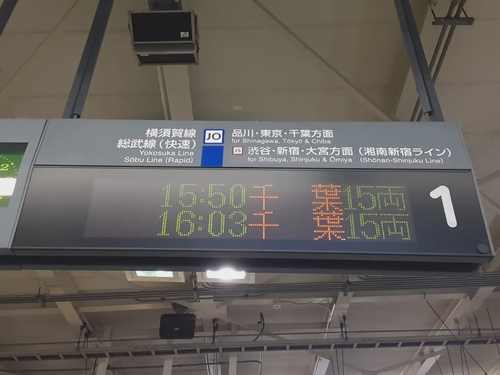 横須賀線 JO 品川・東京・千葉方面
総武線（快速） for Shinagawa, Tōkyō & Chiba
Yokosuka Line 渋谷・新宿・大宮方面（湘南新宿ライン）
Sōbu Line (Rapid) for Shibuya, Shinjuku & Ōmiya (Shōnan-Shinjuku Line)
15:50 千葉 15両
16:03 千葉 15両
1